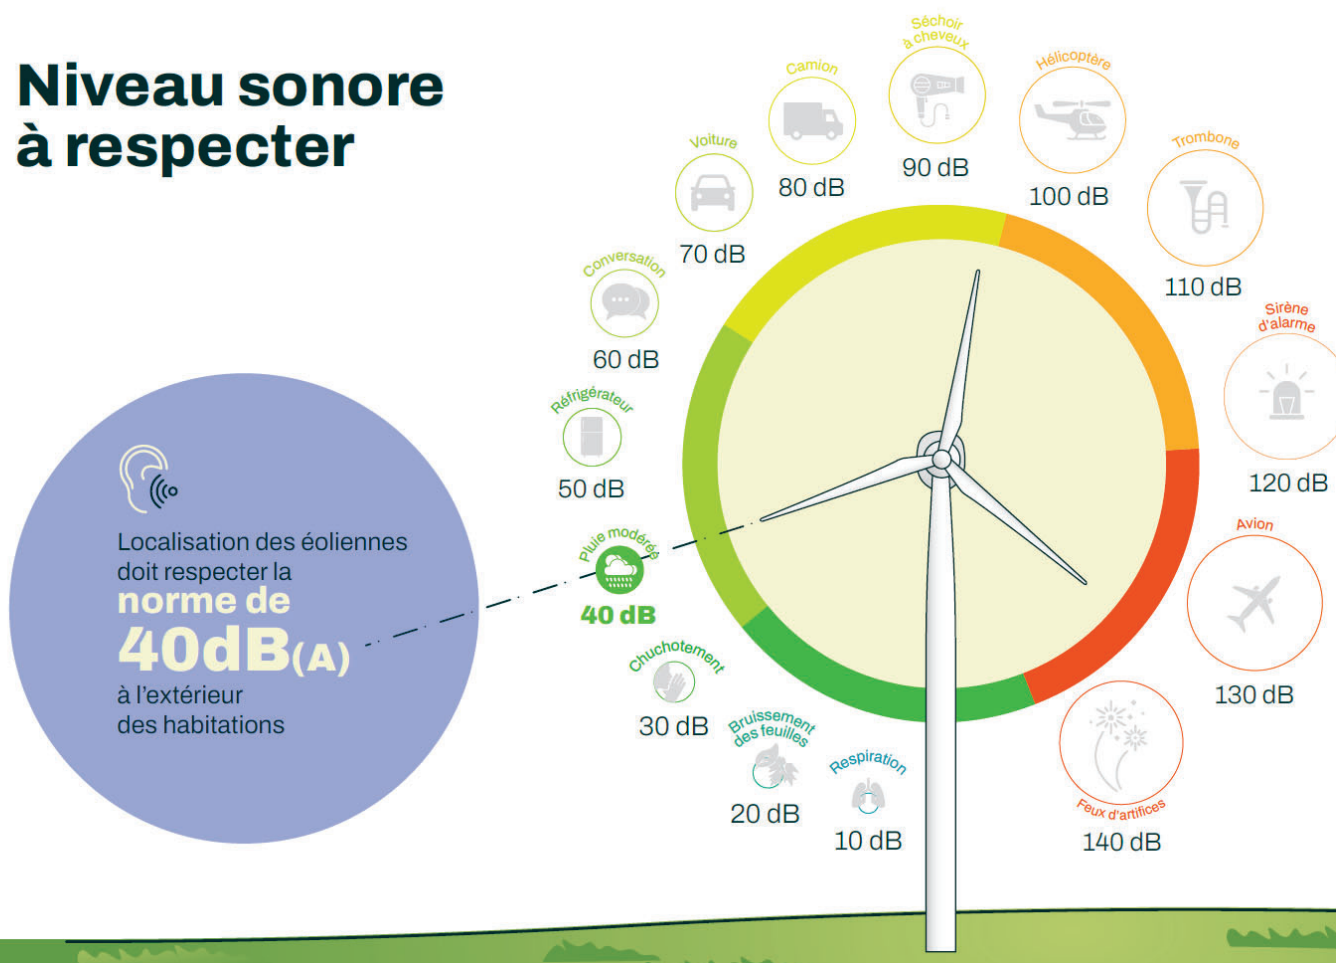 Niveau sonore
à respecter
Localisation des éoliennes
doit respecter la
norme de
40dB(A)
à l'extérieur
des habitations
Respiration
10 dB
Bruissement
des feuilles
20 dB
Chuchotement
30 dB
Pluie modérée
40 dB
Réfrigérateur
50 dB
Conversation
60 dB
Voiture
70 dB
Camion
80 dB
Séchoir
à cheveux
90 dB
Hélicoptère
100 dB
Trombone
110 dB
Sirène
d'alarme
120 dB
Avion
130 dB
Feux d'artifices
140 dB